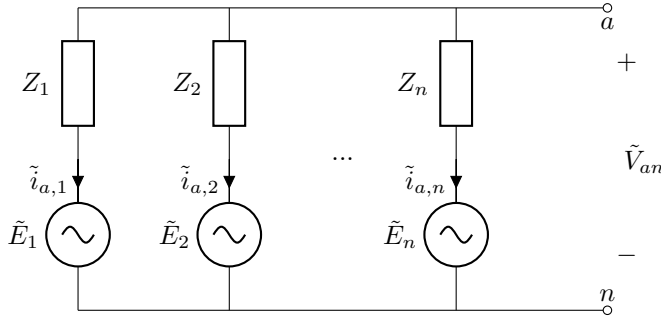 a
+
Z₁ Z₂ Zₙ
... Ṽₐₙ
ĩₐ,₁ ĩₐ,₂ ĩₐ,ₙ
Ẽ₁ Ẽ₂ Ẽₙ
−
n